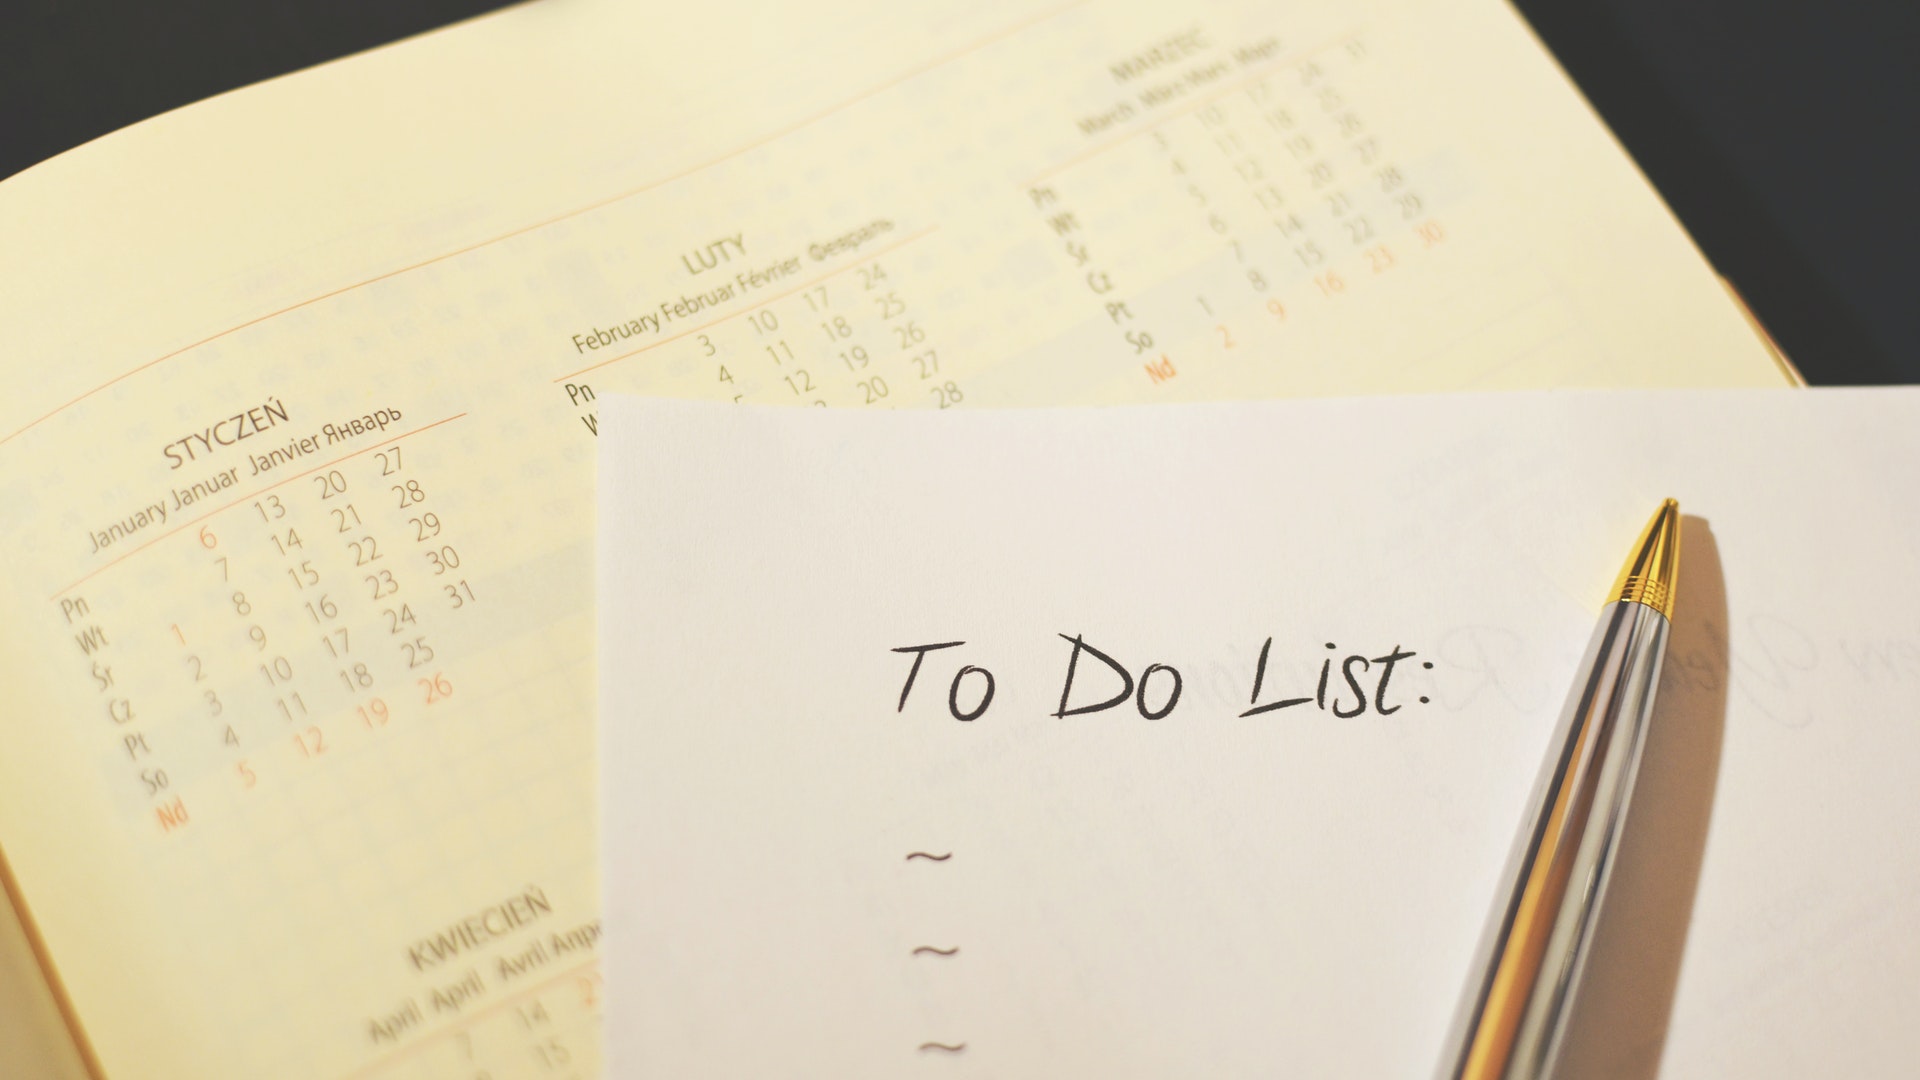 STYCZEŃ
January Januar Janvier Январь
6 13 20 27
7 14 21 28
1 8 15 22 29
2 9 16 23 30
3 10 17 24 31
4 11 18 25
5 12 19 26
Pn
Wt
Śr
Cz
Pt
So
Nd
LUTY
February Februar Février Февраль
Pn 3 10 17 24
4 11 18 25
12 19 26
20 27
28
MARZEC
March März Mars Март
Pn 3 10 17 24 31
4 11 18 25
Śr 5 12 19 26
Cz 6 13 20 27
Pt 7 14 21 28
So 1 8 15 22 29
Nd 2 9 16 23 30
KWIECIEŃ
April April Avril
7 14
8 15
To Do List:
~
~
~